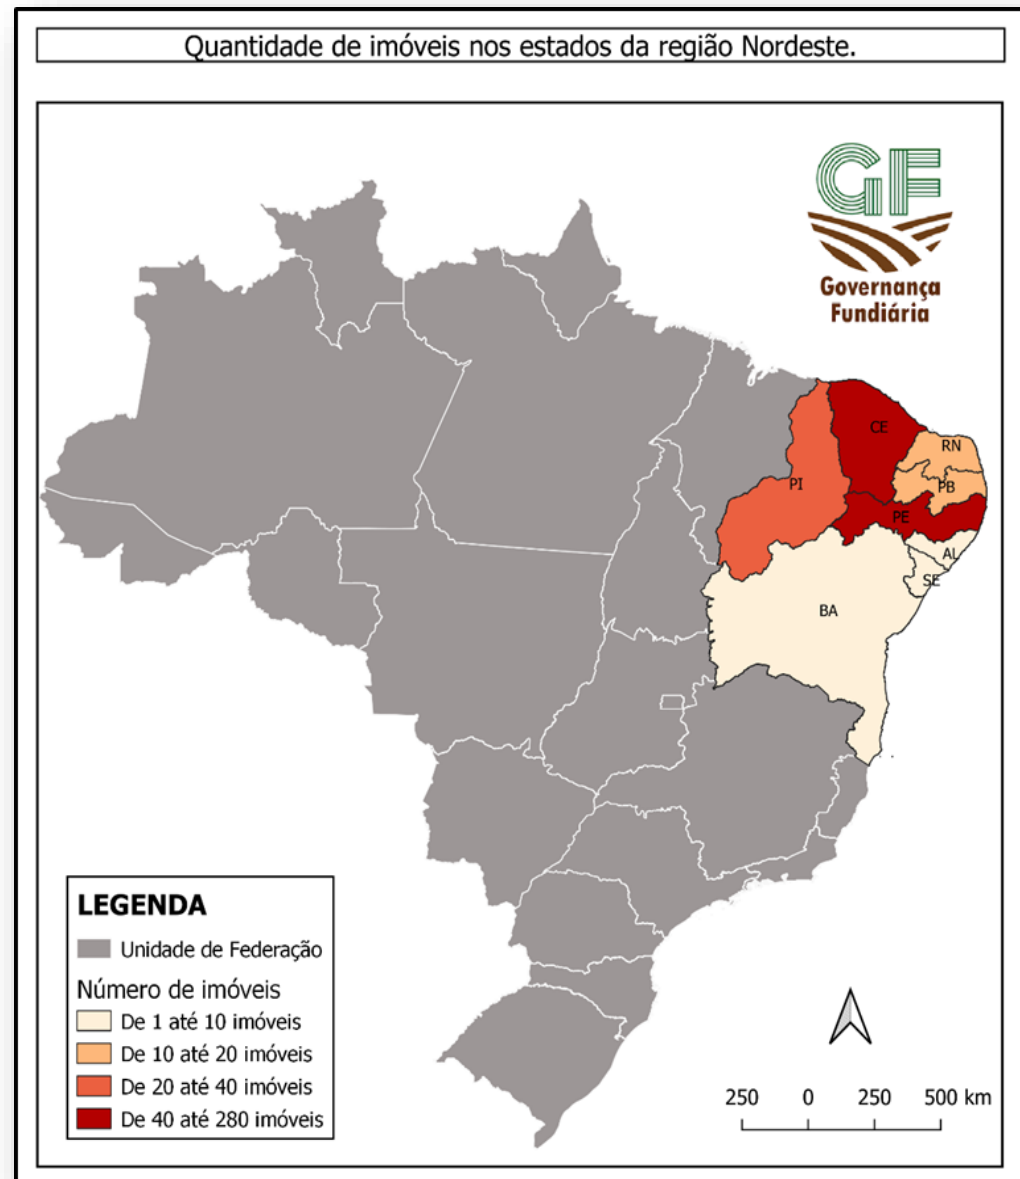 Quantidade de imóveis nos estados da região Nordeste.
GF
Governança
Fundiária
CE
RN
PI
PB
PE
AL
SE
BA
LEGENDA
Unidade de Federação
Número de imóveis
De 1 até 10 imóveis
De 10 até 20 imóveis
De 20 até 40 imóveis
De 40 até 280 imóveis
250 0 250 500 km